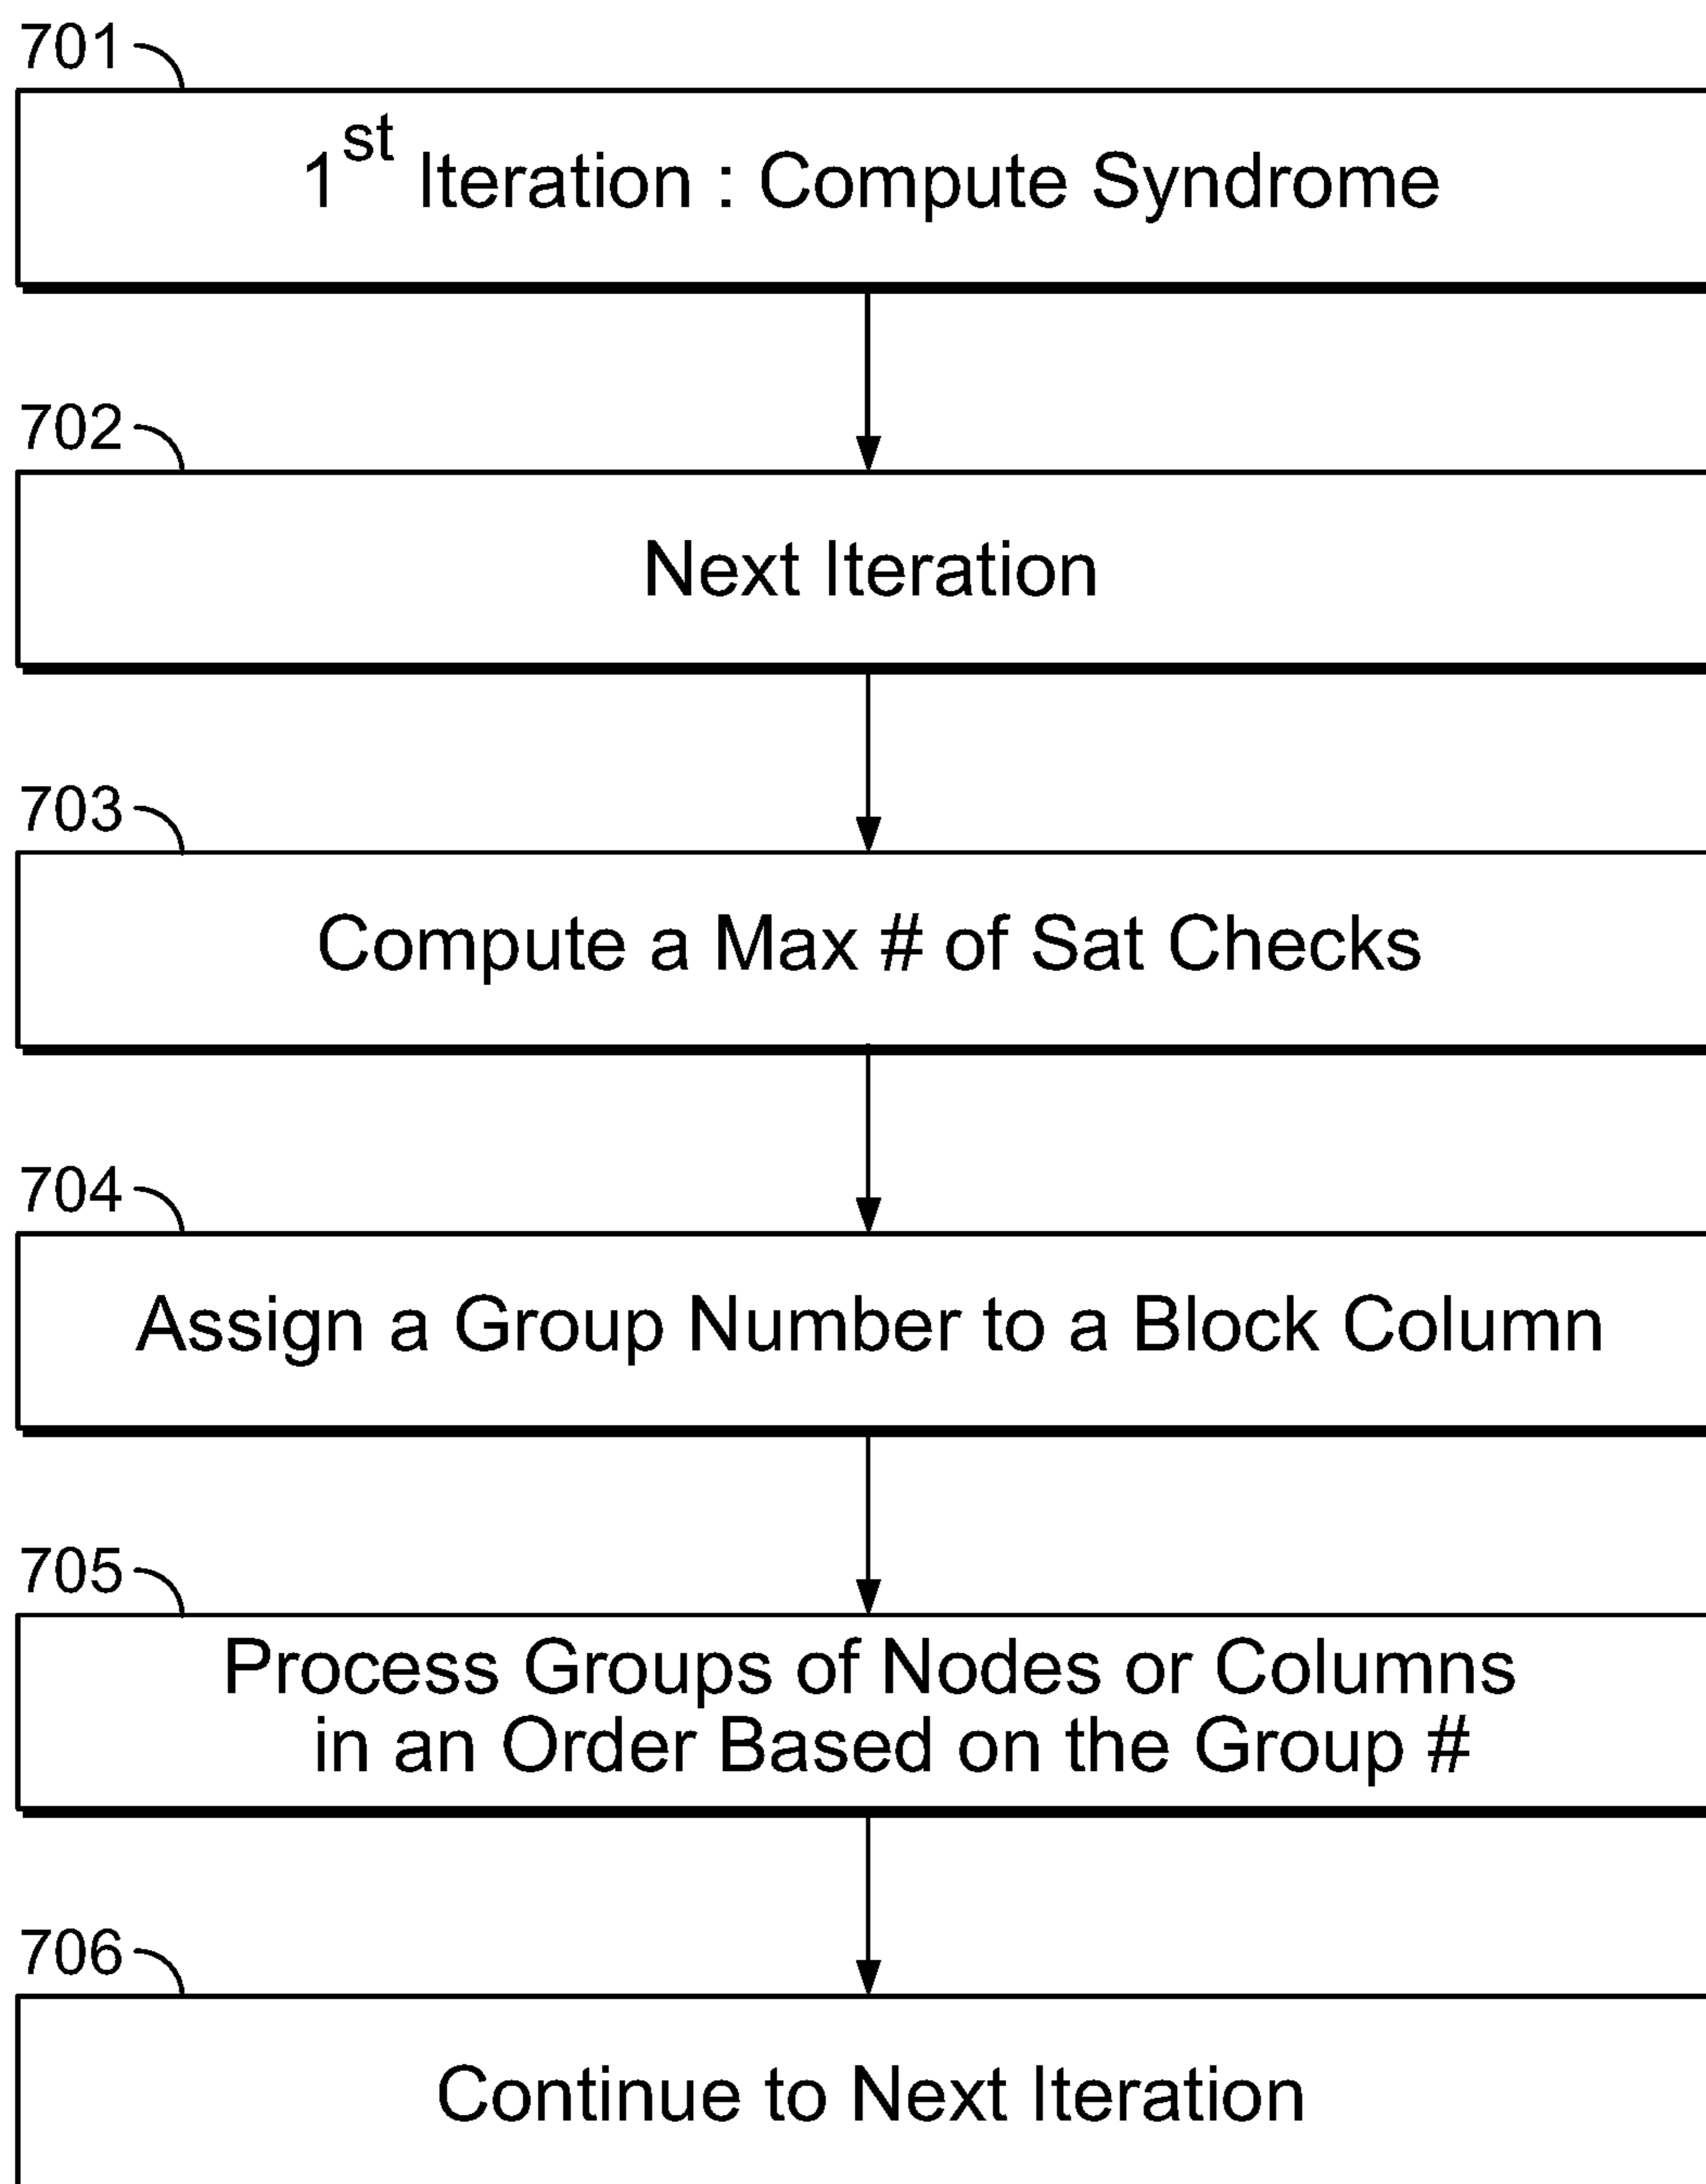 701
1st Iteration : Compute Syndrome
702
Next Iteration
703
Compute a Max # of Sat Checks
704
Assign a Group Number to a Block Column
705
Process Groups of Nodes or Columns
in an Order Based on the Group #
706
Continue to Next Iteration